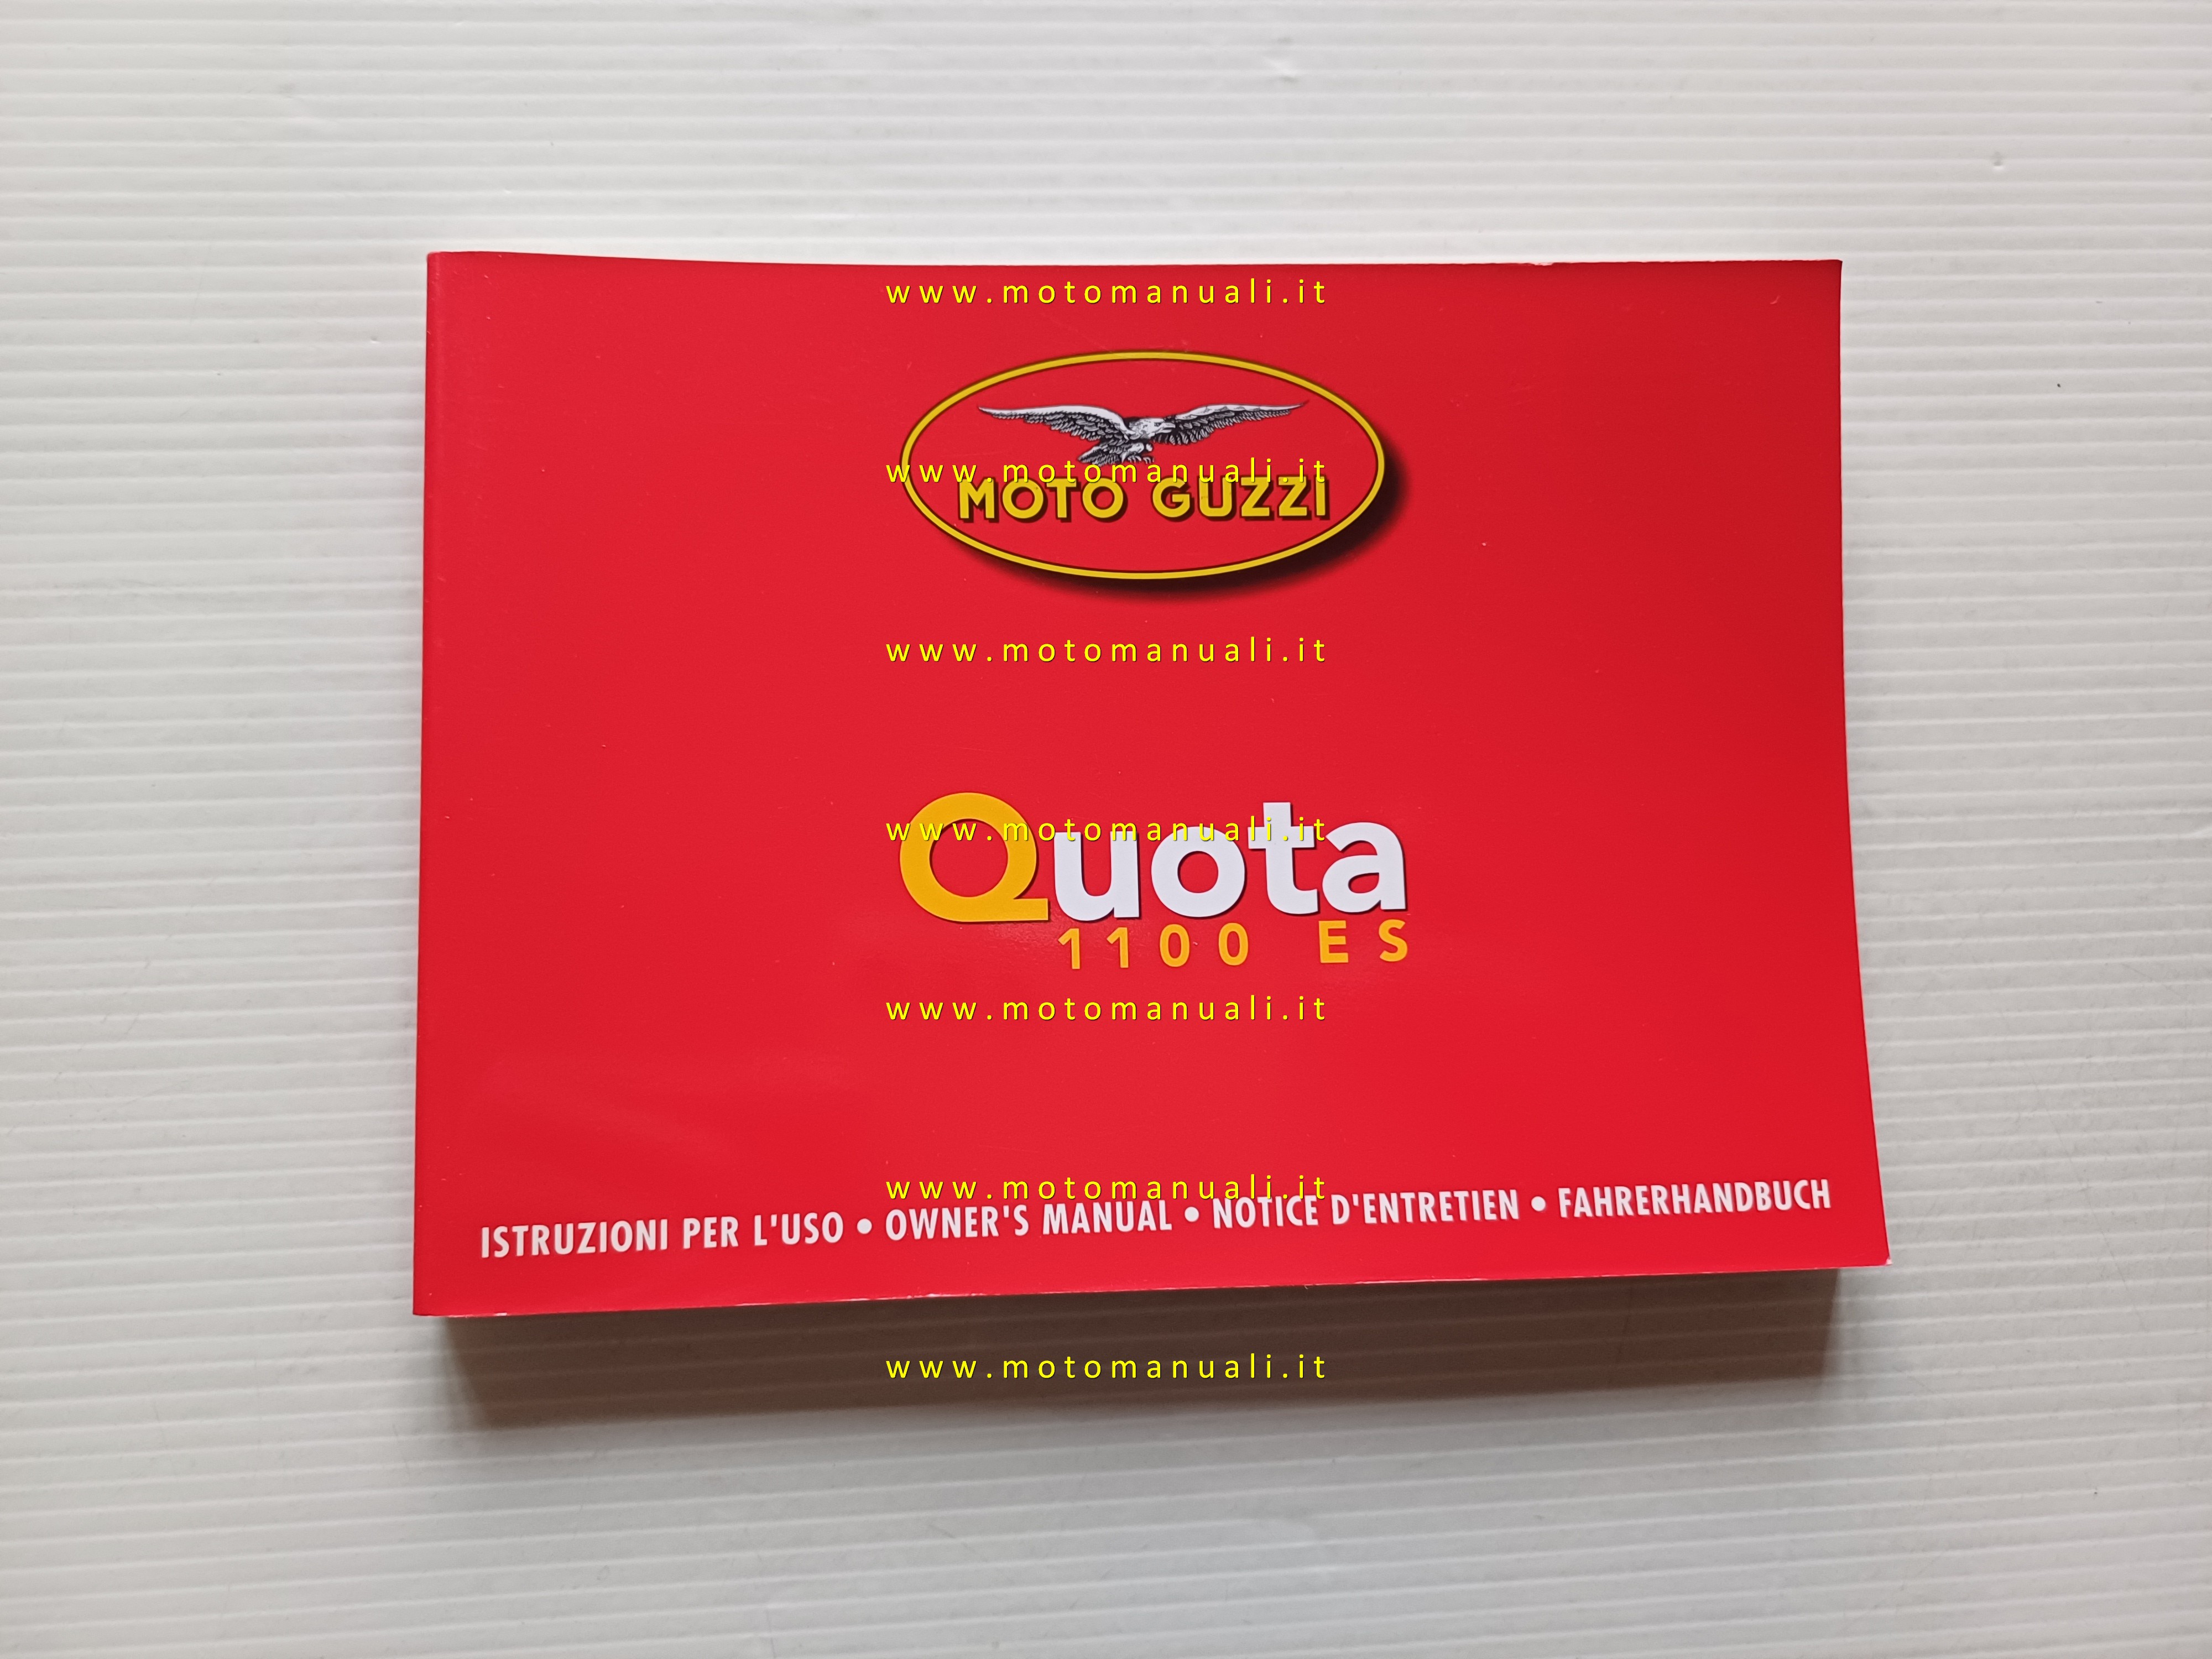 www.motomanuali.it
www.motomanuali.it
MOTO GUZZI
www.motomanuali.it
www.motomanuali.it
Quota
1100 ES
www.motomanuali.it
www.motomanuali.it
ISTRUZIONI PER L'USO • OWNER'S MANUAL • NOTICE D'ENTRETIEN • FAHRERHANDBUCH
www.motomanuali.it